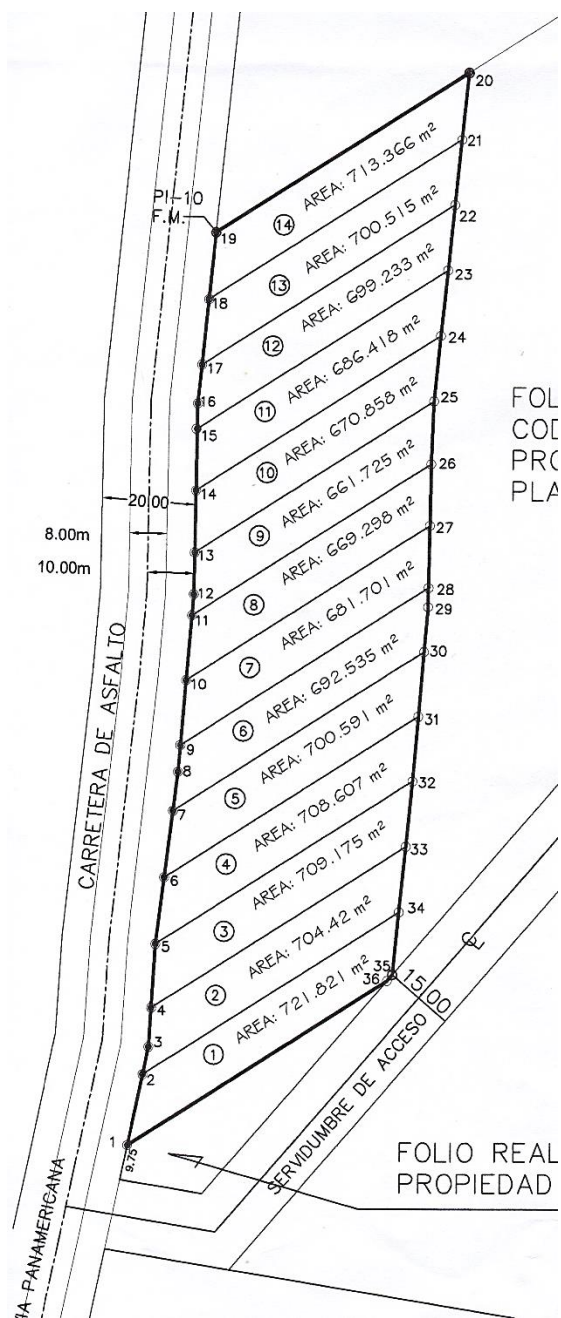 20
21
PI-10
F.M.
19
AREA: 713.366 m²
14
22
18
AREA: 700.515 m²
13
23
17
AREA: 699.233 m²
12
24
16
15
AREA: 686.418 m²
11
25
FOL
COD
PRO
PLA
14
AREA: 670.858 m²
10
26
20.00
8.00m
13
AREA: 661.725 m²
9
27
10.00m
12
11
AREA: 669.298 m²
8
28
29
10
AREA: 681.701 m²
7
30
9
8
AREA: 692.535 m²
6
31
7
AREA: 700.591 m²
5
32
CARRETERA DE ASFALTO
6
AREA: 708.607 m²
4
33
5
AREA: 709.175 m²
3
34
4
AREA: 704.42 m²
2
35
36
15.00
3
2
AREA: 721.821 m²
1
SERVIDUMBRE DE ACCESO
1
9.75
FOLIO REAL
PROPIEDAD
PANAMERICANA